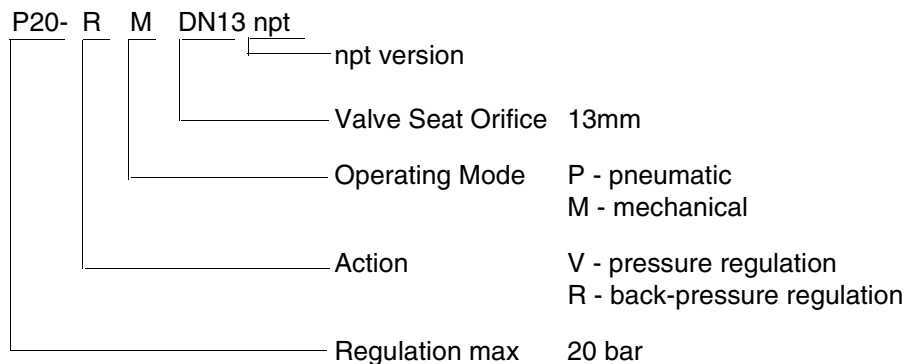 P20- R M DN13 npt
npt version
Valve Seat Orifice 13mm
Operating Mode P - pneumatic
M - mechanical
Action V - pressure regulation
R - back-pressure regulation
Regulation max 20 bar